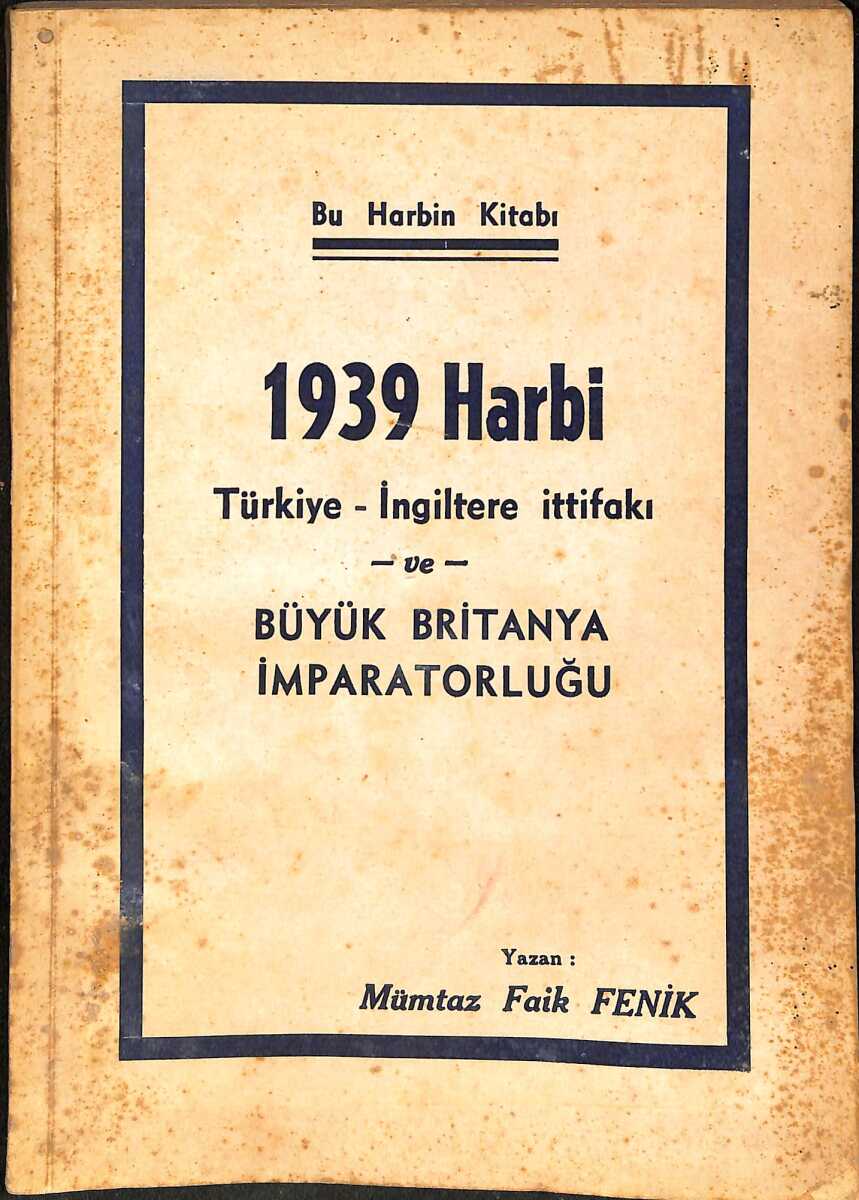 Bu Harbin Kitabı
1939 Harbi
Türkiye - İngiltere ittifakı
— ve —
BÜYÜK BRİTANYA
İMPARATORLUĞU
Yazan :
Mümtaz Faik FENİK